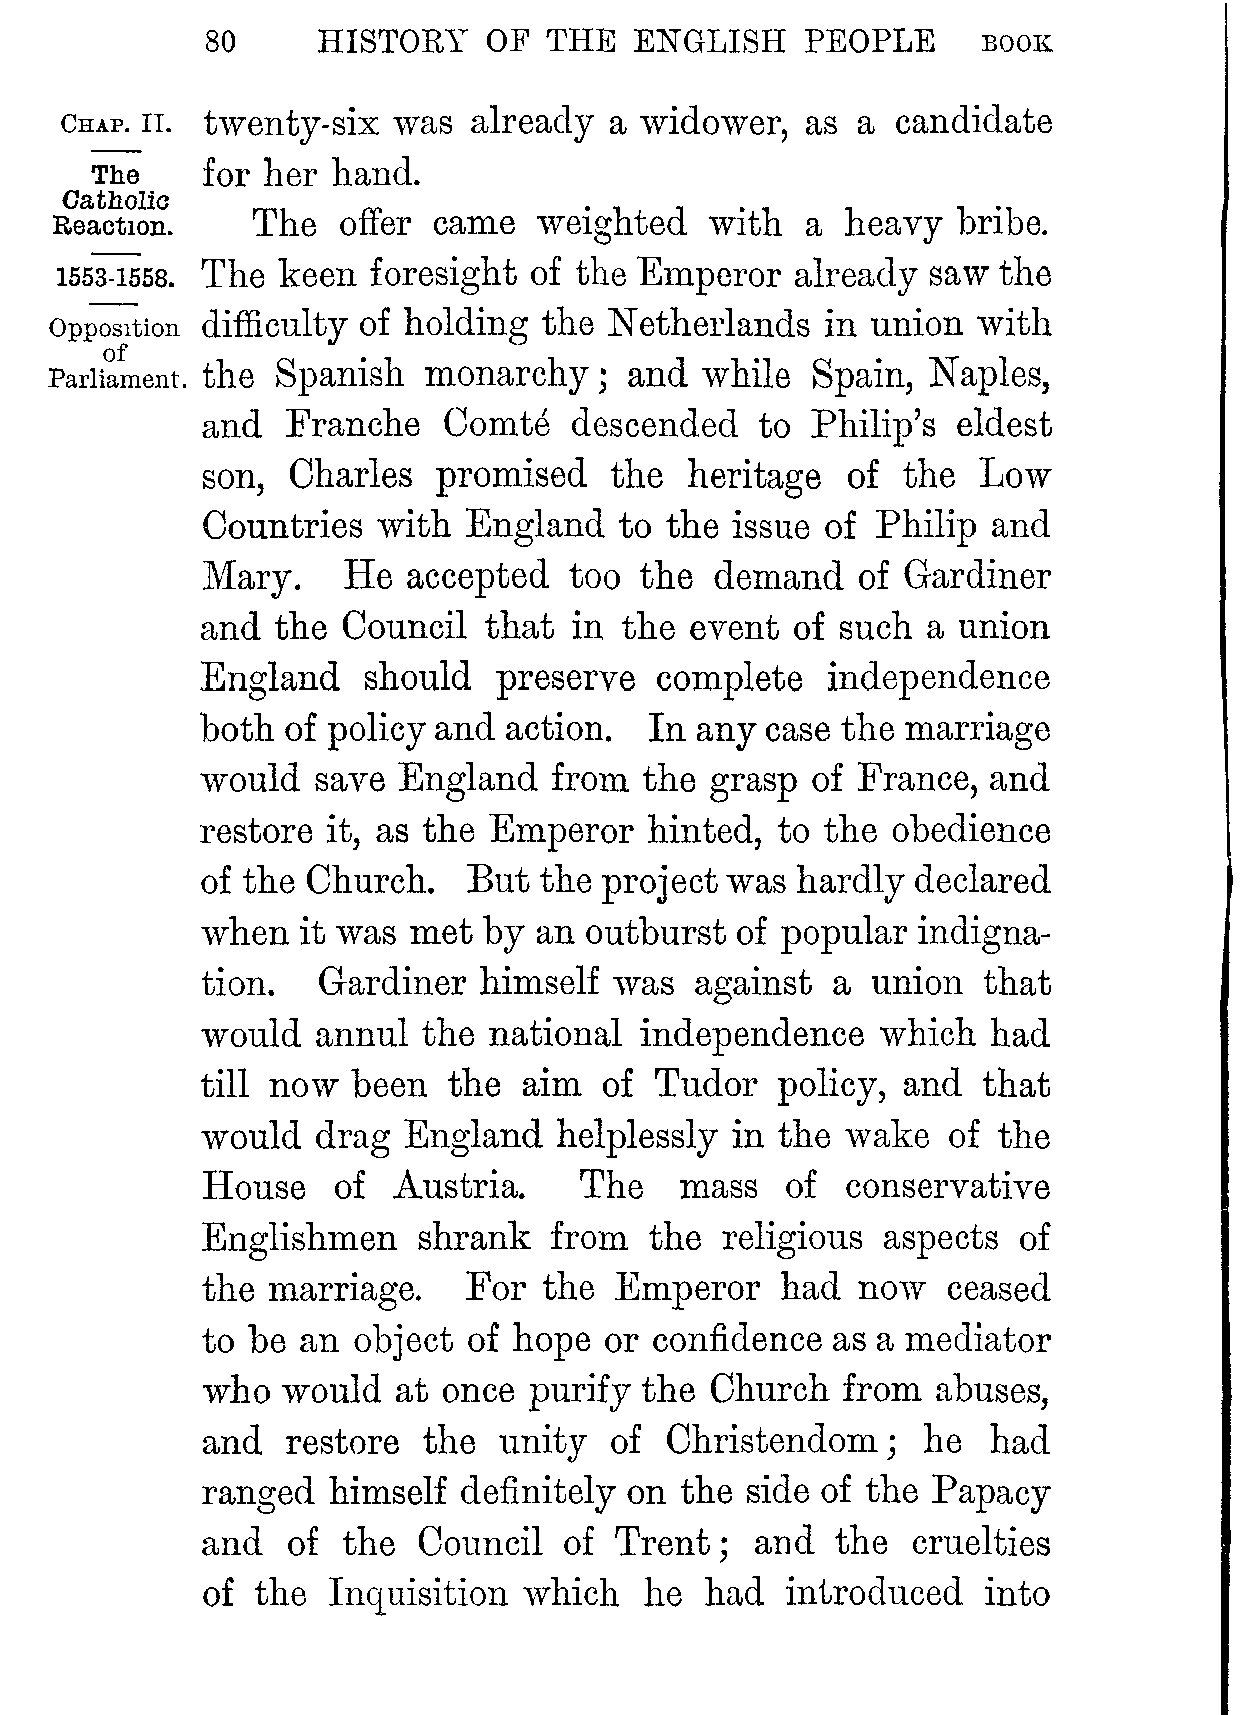 80 HISTORY OF THE ENGLISH PEOPLE BOOK
CHAP. II.
The
Catholic
Reaction.
1553-1558.
Opposition
of
Parliament.
twenty-six was already a widower, as a candidate
for her hand.
The offer came weighted with a heavy bribe.
The keen foresight of the Emperor already saw the
difficulty of holding the Netherlands in union with
the Spanish monarchy; and while Spain, Naples,
and Franche Comté descended to Philip's eldest
son, Charles promised the heritage of the Low
Countries with England to the issue of Philip and
Mary. He accepted too the demand of Gardiner
and the Council that in the event of such a union
England should preserve complete independence
both of policy and action. In any case the marriage
would save England from the grasp of France, and
restore it, as the Emperor hinted, to the obedience
of the Church. But the project was hardly declared
when it was met by an outburst of popular indigna-
tion. Gardiner himself was against a union that
would annul the national independence which had
till now been the aim of Tudor policy, and that
would drag England helplessly in the wake of the
House of Austria. The mass of conservative
Englishmen shrank from the religious aspects of
the marriage. For the Emperor had now ceased
to be an object of hope or confidence as a mediator
who would at once purify the Church from abuses,
and restore the unity of Christendom; he had
ranged himself definitely on the side of the Papacy
and of the Council of Trent; and the cruelties
of the Inquisition which he had introduced into